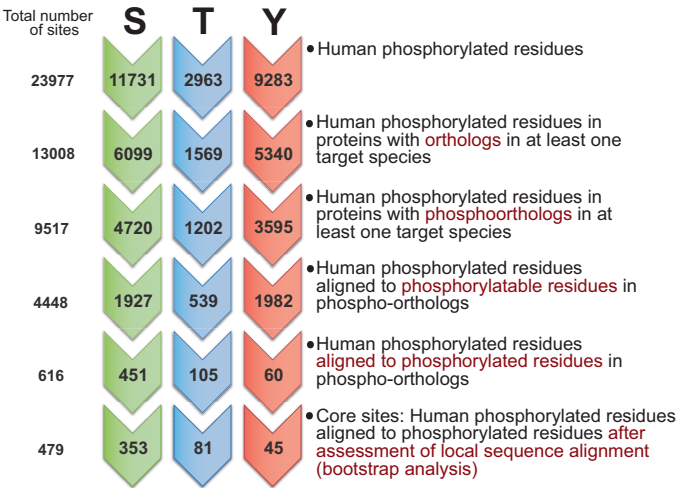 Total number
of sites
S T Y
23977 11731 2963 9283
• Human phosphorylated residues
13008 6099 1569 5340
• Human phosphorylated residues in
proteins with orthologs in at least one
target species
9517 4720 1202 3595
• Human phosphorylated residues in
proteins with phosphoorthologs in at
least one target species
4448 1927 539 1982
• Human phosphorylated residues
aligned to phosphorylatable residues in
phospho-orthologs
616 451 105 60
• Human phosphorylated residues
aligned to phosphorylated residues in
phospho-orthologs
479 353 81 45
• Core sites: Human phosphorylated residues
aligned to phosphorylated residues after
assessment of local sequence alignment
(bootstrap analysis)